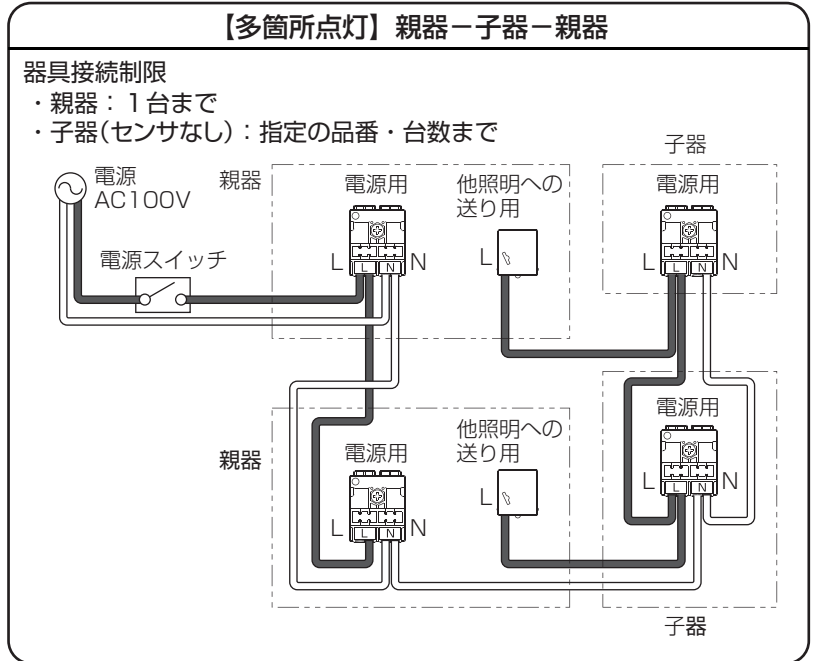 【多箇所点灯】親器－子器－親器
器具接続制限
・親器：１台まで
・子器（センサなし）：指定の品番・台数まで
電源
AC100V
電源スイッチ
親器
電源用
L
L
N
N
他照明への
送り用
L
子器
電源用
L
L
N
N
親器
電源用
L
L
N
N
他照明への
送り用
L
電源用
L
L
N
N
子器